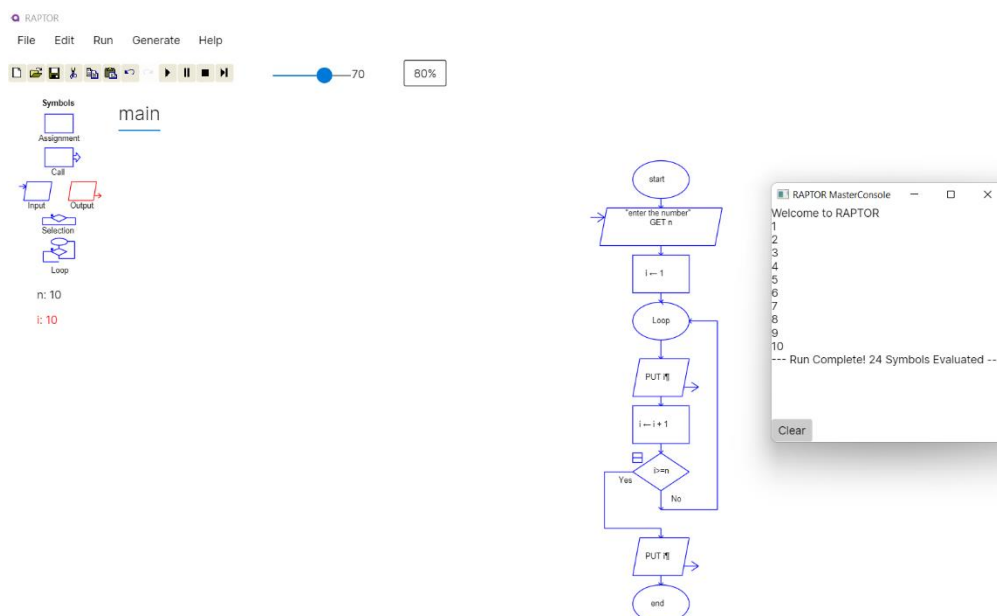 RAPTOR
File Edit Run Generate Help
70
80%
Symbols
main
Assignment
Call
Input Output
Selection
Loop
n: 10
i: 10
start
"enter the number"
GET n
i ← 1
Loop
PUT i¶
i ← i + 1
i>=n
Yes
No
PUT i¶
end
RAPTOR MasterConsole
Welcome to RAPTOR
1
2
3
4
5
6
7
8
9
10
--- Run Complete! 24 Symbols Evaluated --
Clear